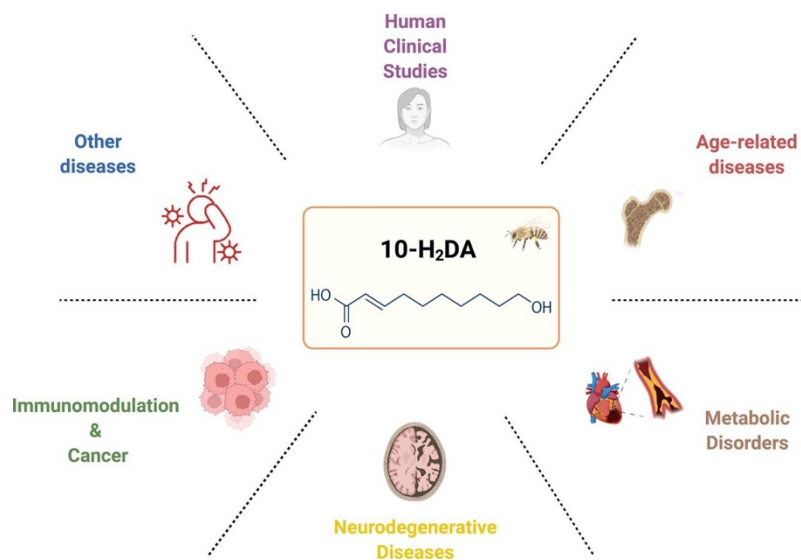 Human
Clinical
Studies
Other
diseases
Age-related
diseases
10-H₂DA
HO
O
OH
Immunomodulation
&
Cancer
Metabolic
Disorders
Neurodegenerative
Diseases